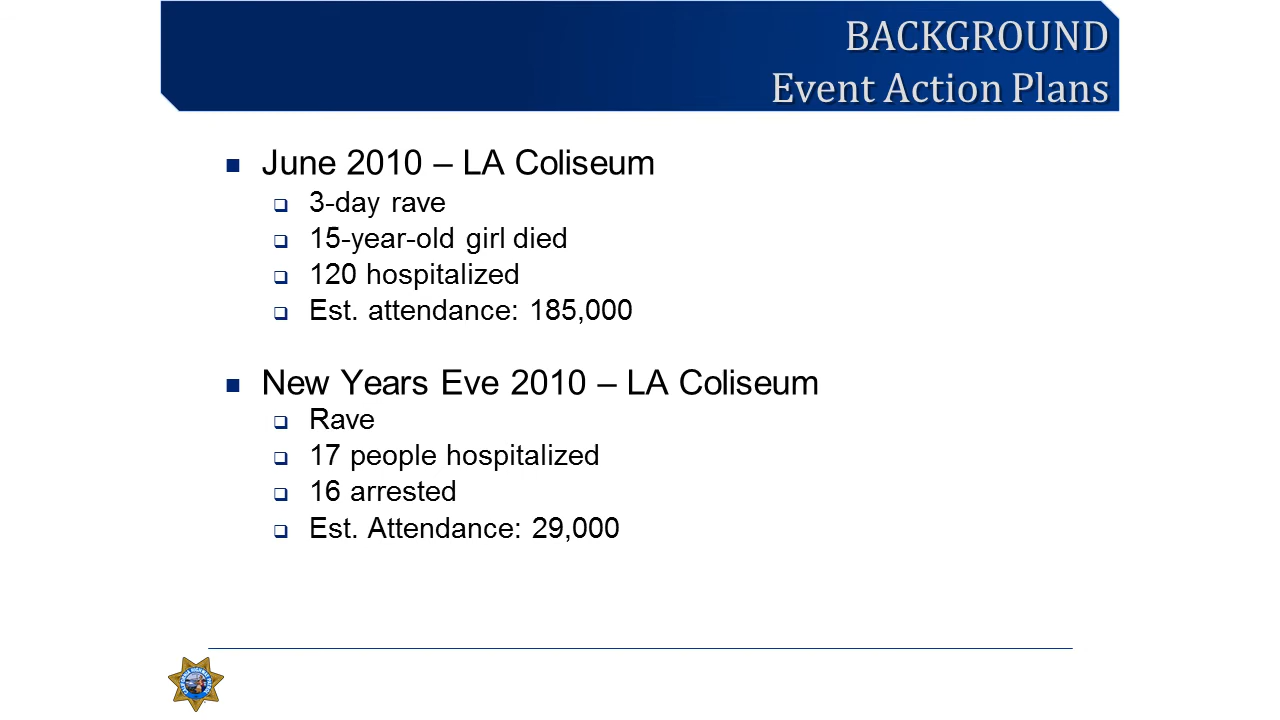 BACKGROUND
Event Action Plans
June 2010 – LA Coliseum
3-day rave
15-year-old girl died
120 hospitalized
Est. attendance: 185,000
New Years Eve 2010 – LA Coliseum
Rave
17 people hospitalized
16 arrested
Est. Attendance: 29,000